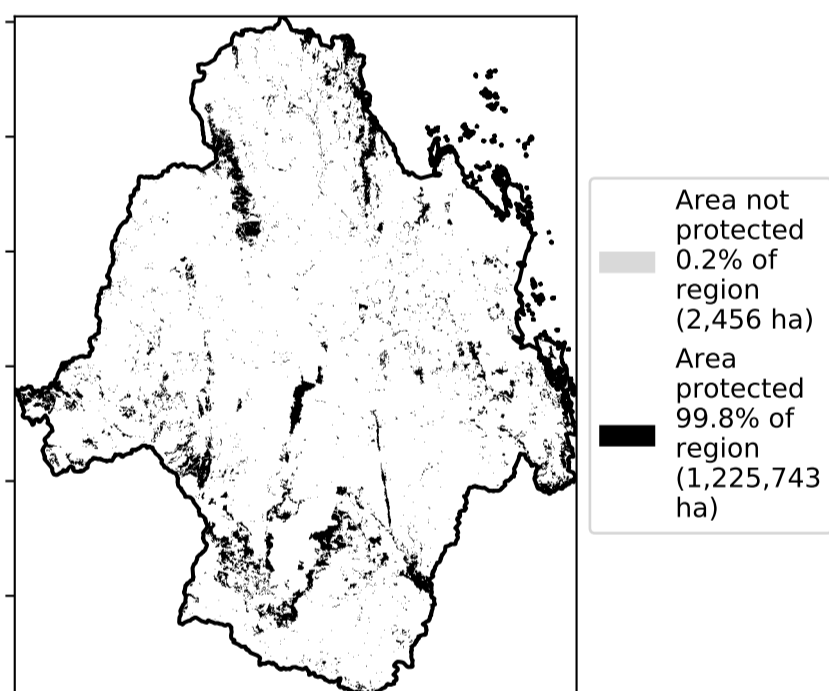 Area not
protected
0.2% of
region
(2,456 ha)
Area
protected
99.8% of
region
(1,225,743
ha)